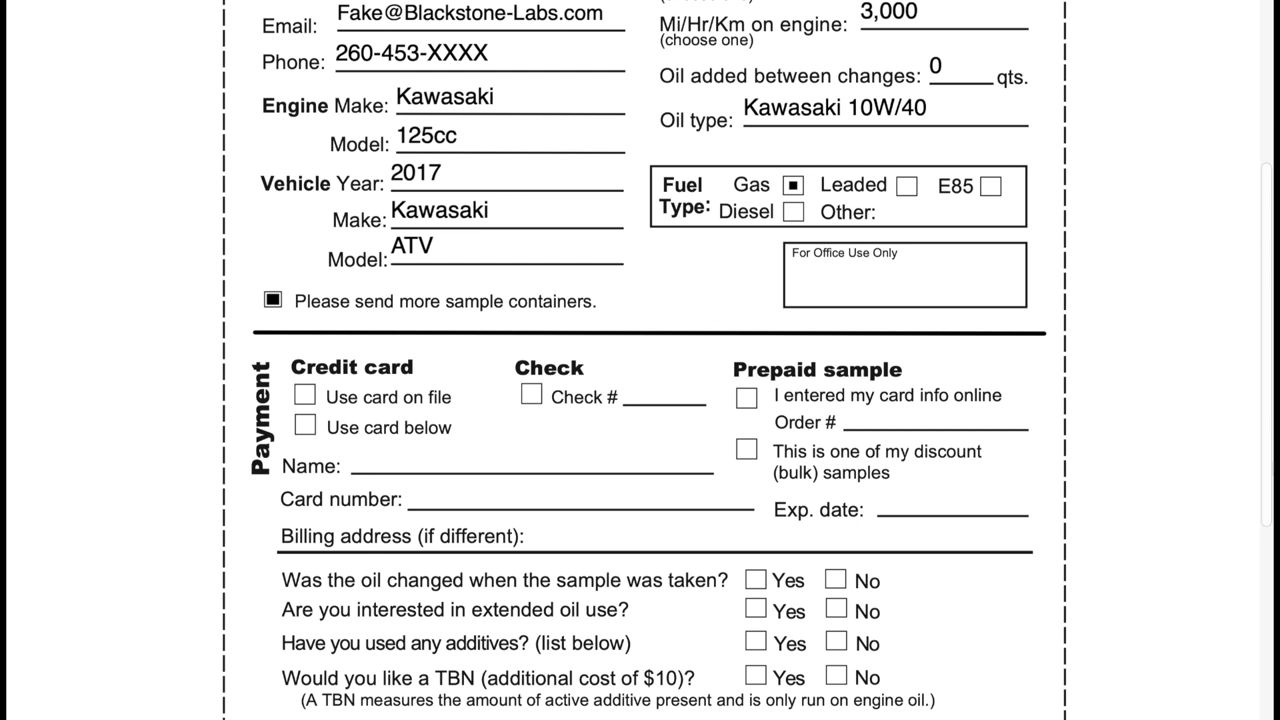 Email: Fake@Blackstone-Labs.com
Phone: 260-453-XXXX
Engine Make: Kawasaki
Model: 125cc
Vehicle Year: 2017
Make: Kawasaki
Model: ATV
Please send more sample containers.
Mi/Hr/Km on engine: 3,000
(choose one)
Oil added between changes: 0 qts.
Oil type: Kawasaki 10W/40
Fuel Type: Gas Leaded E85
Diesel Other:
For Office Use Only
Payment
Credit card
Use card on file
Use card below
Check
Check #
Prepaid sample
I entered my card info online
Order #
This is one of my discount
(bulk) samples
Name:
Card number:
Exp. date:
Billing address (if different):
Was the oil changed when the sample was taken? Yes No
Are you interested in extended oil use? Yes No
Have you used any additives? (list below) Yes No
Would you like a TBN (additional cost of $10)? Yes No
(A TBN measures the amount of active additive present and is only run on engine oil.)